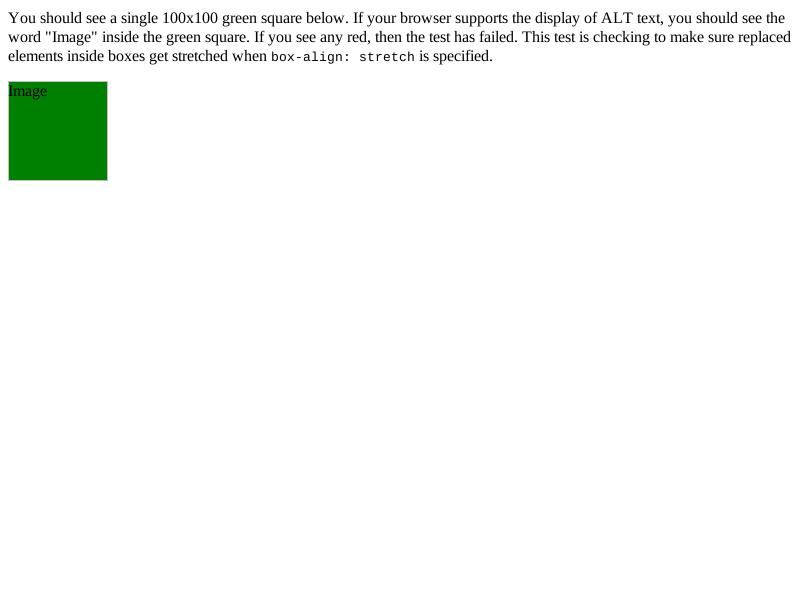 You should see a single 100x100 green square below. If your browser supports the display of ALT text, you should see the
word "Image" inside the green square. If you see any red, then the test has failed. This test is checking to make sure replaced
elements inside boxes get stretched when box-align: stretch is specified.
Image